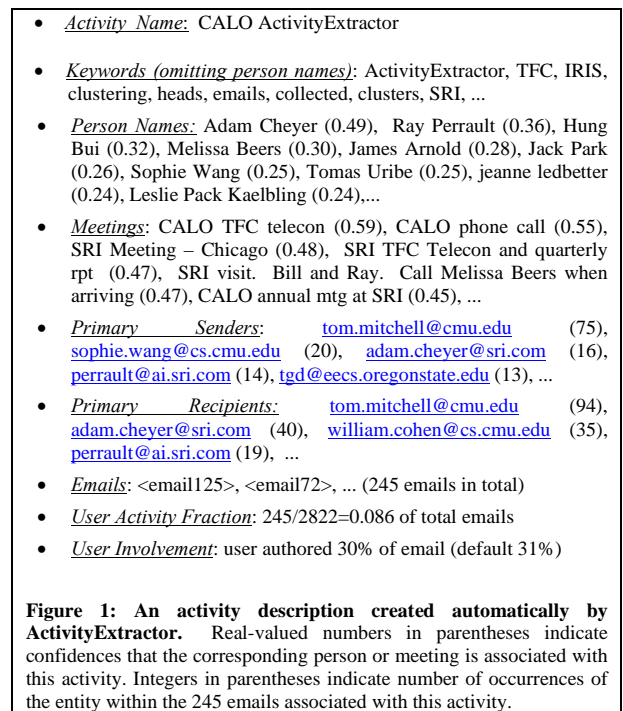 • Activity Name: CALO ActivityExtractor
• Keywords (omitting person names): ActivityExtractor, TFC, IRIS,
clustering, heads, emails, collected, clusters, SRI, ...
• Person Names: Adam Cheyer (0.49), Ray Perrault (0.36), Hung
Bui (0.32), Melissa Beers (0.30), James Arnold (0.28), Jack Park
(0.26), Sophie Wang (0.25), Tomas Uribe (0.25), jeanne ledbetter
(0.24), Leslie Pack Kaelbling (0.24),...
• Meetings: CALO TFC telecon (0.59), CALO phone call (0.55),
SRI Meeting – Chicago (0.48), SRI TFC Telecon and quarterly
rpt (0.47), SRI visit. Bill and Ray. Call Melissa Beers when
arriving (0.47), CALO annual mtg at SRI (0.45), ...
• Primary Senders: tom.mitchell@cmu.edu (75),
sophie.wang@cs.cmu.edu (20), adam.cheyer@sri.com (16),
perrault@ai.sri.com (14), tgd@eecs.oregonstate.edu (13), ...
• Primary Recipients: tom.mitchell@cmu.edu (94),
adam.cheyer@sri.com (40), william.cohen@cs.cmu.edu (35),
perrault@ai.sri.com (19), ...
• Emails: <email125>, <email72>, ... (245 emails in total)
• User Activity Fraction: 245/2822=0.086 of total emails
• User Involvement: user authored 30% of email (default 31%)
Figure 1: An activity description created automatically by
ActivityExtractor. Real-valued numbers in parentheses indicate
confidences that the corresponding person or meeting is associated with
this activity. Integers in parentheses indicate number of occurrences of
the entity within the 245 emails associated with this activity.